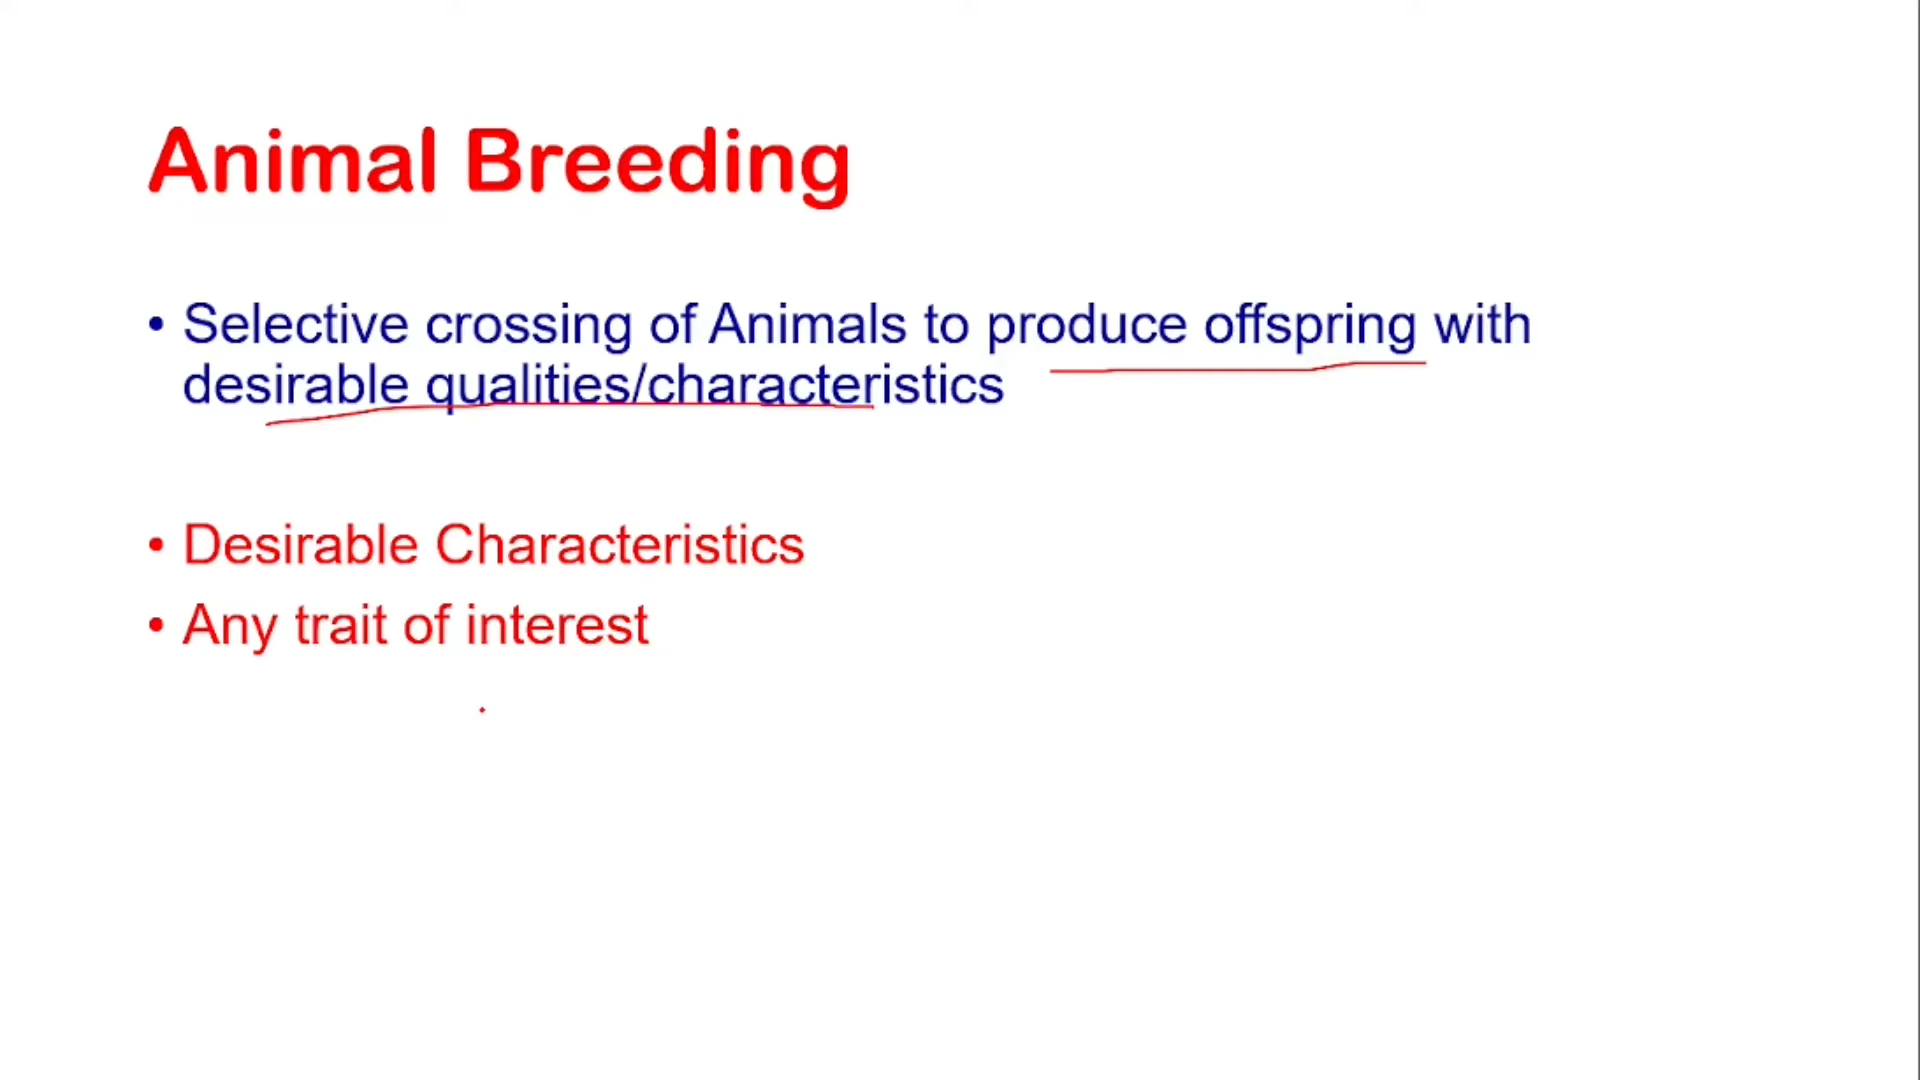 Animal Breeding
• Selective crossing of Animals to produce offspring with
desirable qualities/characteristics
• Desirable Characteristics
• Any trait of interest